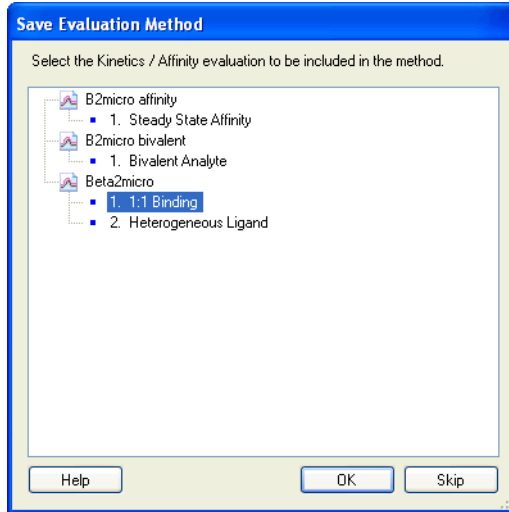 Save Evaluation Method
Select the Kinetics / Affinity evaluation to be included in the method.
B2micro affinity
1. Steady State Affinity
B2micro bivalent
1. Bivalent Analyte
Beta2micro
1. 1:1 Binding
2. Heterogeneous Ligand
Help OK Skip